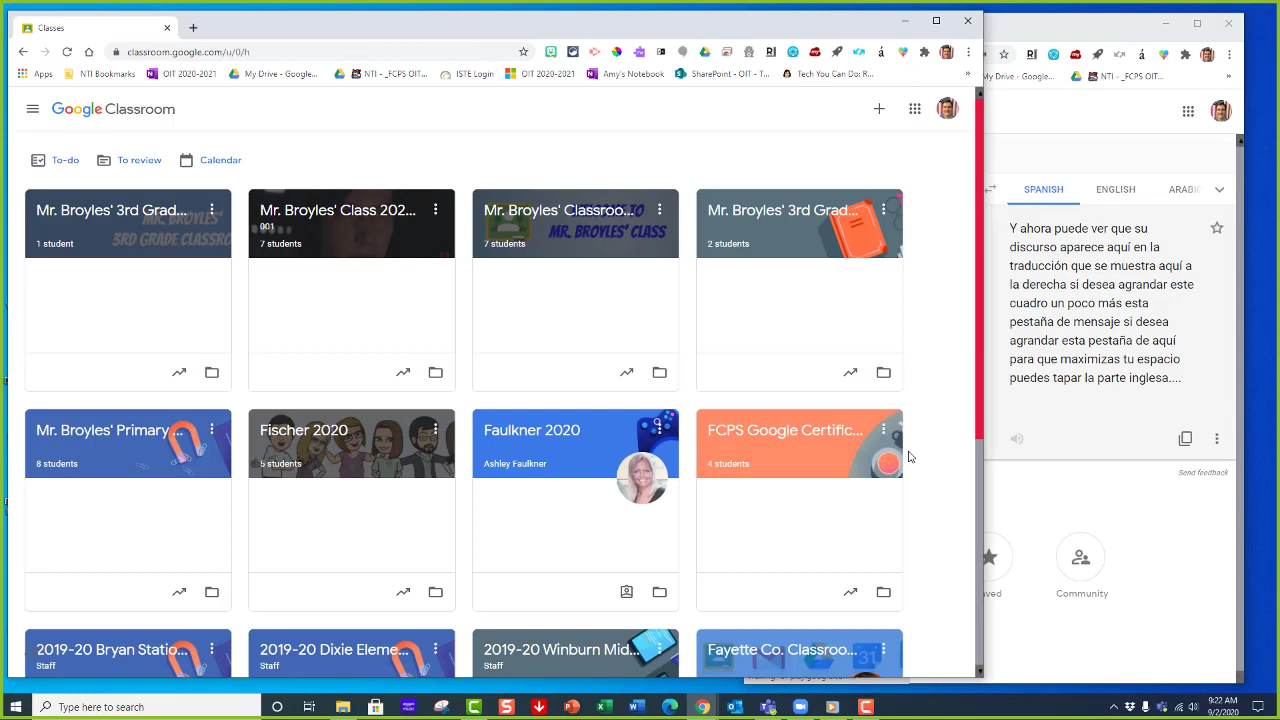 Classes
classroom.google.com/u/0/h
Apps
NTI Bookmarks
OIT 2020-2021
My Drive - Google...
NTI - _FCPS OIT...
ISTE Login
OIT 2020-2021
Amy's Notebook
SharePoint - OIT - T...
Tech You Can Do: R...
»
My Drive - Google...
NTI - _FCPS OIT...
»
Google Classroom
To-do
To review
Calendar
Mr. Broyles' 3rd Grad...
1 student
Mr. Broyles' Class 202...
001
7 students
Mr. Broyles' Classroo...
MR. BROYLES' CLASS
7 students
Mr. Broyles' 3rd Grad...
2 students
Mr. Broyles' Primary ...
8 students
Fischer 2020
5 students
Faulkner 2020
Ashley Faulkner
FCPS Google Certific...
4 students
2019-20 Bryan Statio...
Staff
2019-20 Dixie Eleme...
Staff
2019-20 Winburn Mid...
Staff
Fayette Co. Classroo...
31
SPANISH
ENGLISH
ARABIC
Y ahora puede ver que su
discurso aparece aquí en la
traducción que se muestra aquí a
la derecha si desea agrandar este
cuadro un poco más esta
pestaña de mensaje si desea
agrandar esta pestaña de aquí
para que maximizas tu espacio
puedes tapar la parte inglesa....
Send feedback
Community
Type here to search
9:22 AM
9/2/2020